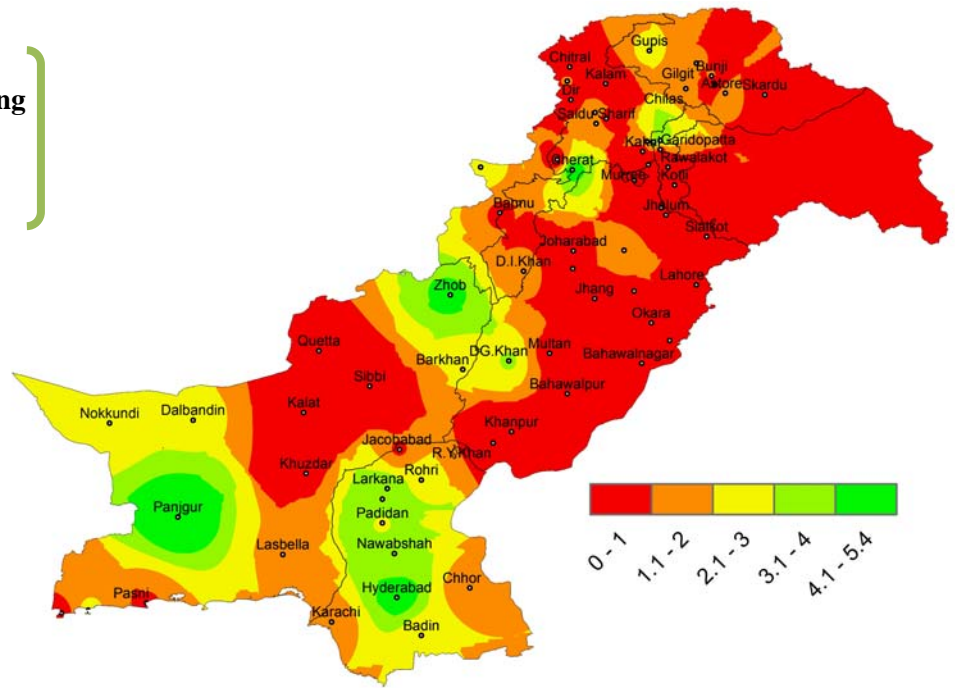 ng
Gupis
Chitral
Bunji
Gilgit
Kalam
Astore
Skardu
Dir
Chilas
Saidu Sharif
Garidopatta
Cherat
Rawalakot
Murree
Kotli
Bannu
Jhelum
Sialkot
Joharabad
D.I.Khan
Lahore
Zhob
Jhang
Okara
Quetta
Multan
DG.Khan
Barkhan
Bahawalnagar
Sibbi
Bahawalpur
Kalat
Nokkundi
Dalbandin
Khanpur
Jacobabad
R.Y.Khan
Khuzdar
Rohri
Larkana
Panjgur
Padidan
Nawabshah
Lasbella
Chhor
Hyderabad
Pasni
Karachi
Badin
0 - 1
1.1 - 2
2.1 - 3
3.1 - 4
4.1 - 5.4